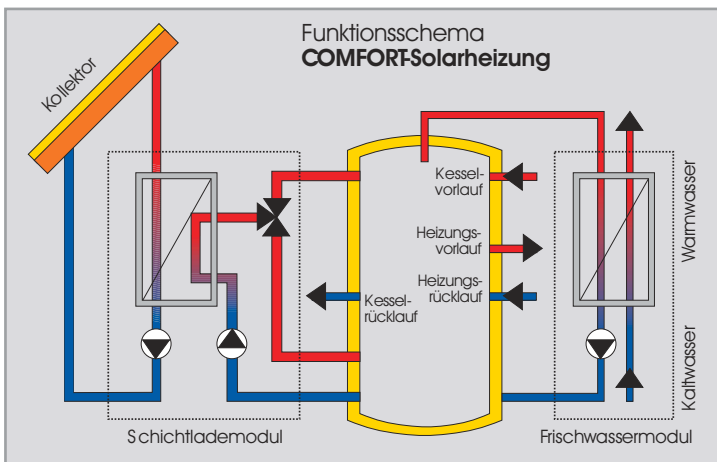 Funktionsschema
COMFORT-Solarheizung
Kollektor
Kessel-
vorlauf
Heizungs-
vorlauf
Heizungs-
rücklauf
Kessel-
rücklauf
Warmwasser
Kaltwasser
Schichtlademodul
Frischwassermodul